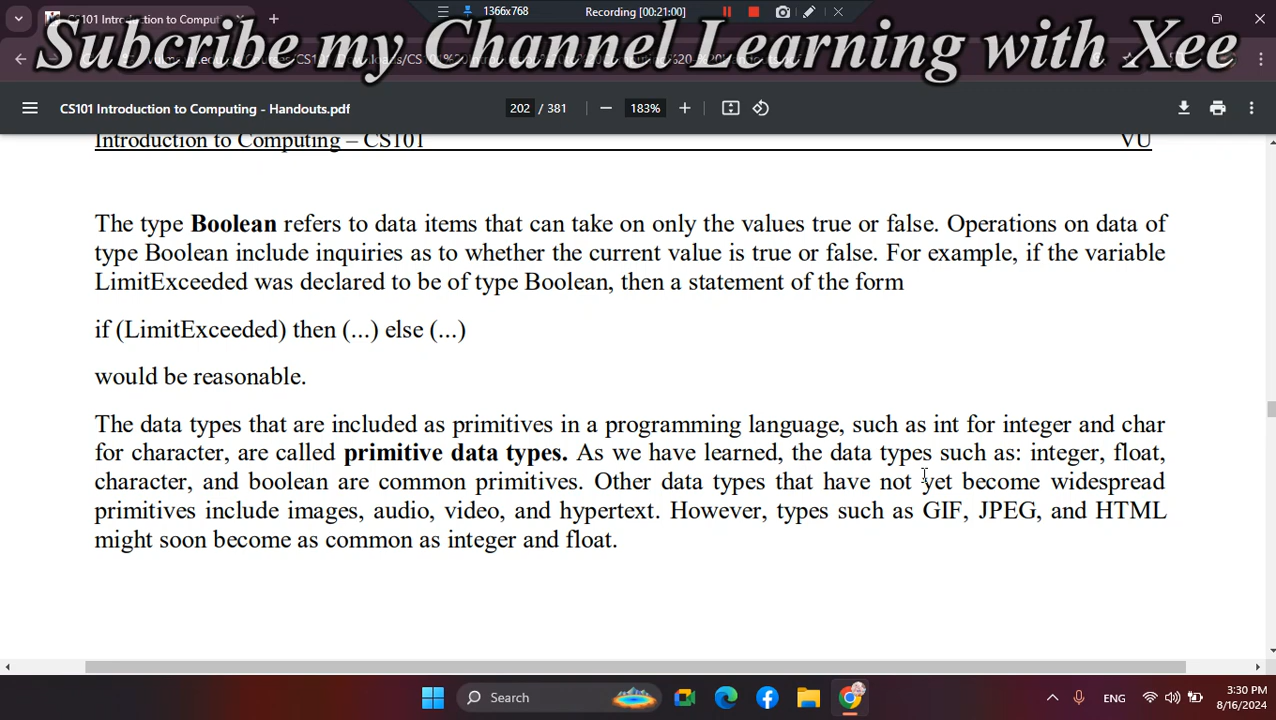 CS101 Introduction to Comput
1366x768
Recording [00:21:00]
Subcribe my Channel Learning with Xee
CS101 Introduction to Computing - Handouts.pdf
202 / 381
183%
Introduction to Computing – CS101 VU
The type Boolean refers to data items that can take on only the values true or false. Operations on data of
type Boolean include inquiries as to whether the current value is true or false. For example, if the variable
LimitExceeded was declared to be of type Boolean, then a statement of the form
if (LimitExceeded) then (...) else (...)
would be reasonable.
The data types that are included as primitives in a programming language, such as int for integer and char
for character, are called primitive data types. As we have learned, the data types such as: integer, float,
character, and boolean are common primitives. Other data types that have not yet become widespread
primitives include images, audio, video, and hypertext. However, types such as GIF, JPEG, and HTML
might soon become as common as integer and float.
Search
ENG
3:30 PM
8/16/2024